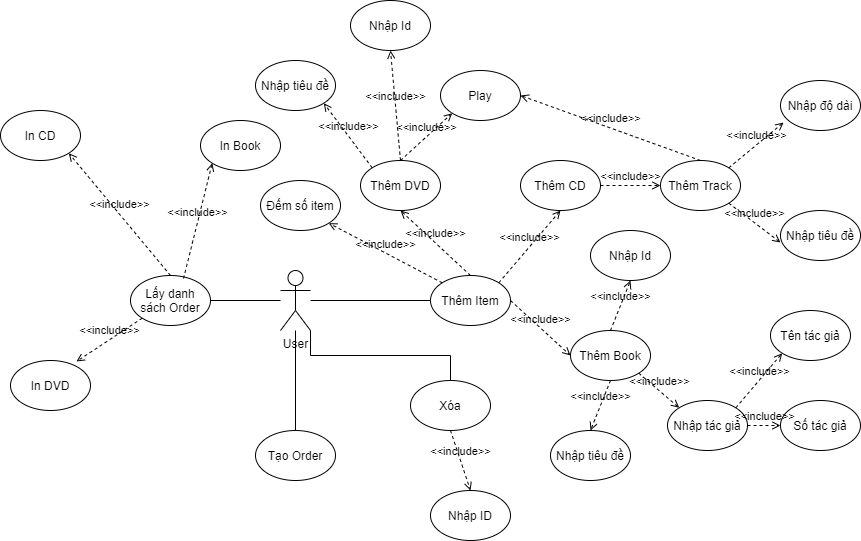 Nhập Id
Nhập tiêu đề
<<include>>
Play
Nhập độ dài
<<include>>
<<include>>
<<include>>
In CD
In Book
<<include>>
Thêm DVD
Thêm CD
<<include>>
Thêm Track
<<include>>
<<include>>
Đếm số item
<<include>>
<<include>>
<<include>>
<<include>>
<<include>>
Nhập tiêu đề
Nhập Id
Lấy danh
sách Order
Thêm Item
<<include>>
<<include>>
<<include>>
User
Tên tác giả
Thêm Book
In DVD
<<include>>
<<include>>
<<include>>
Xóa
<<include>>
Nhập tác giả
Số tác giả
<<include>>
Tạo Order
Nhập tiêu đề
Nhập ID